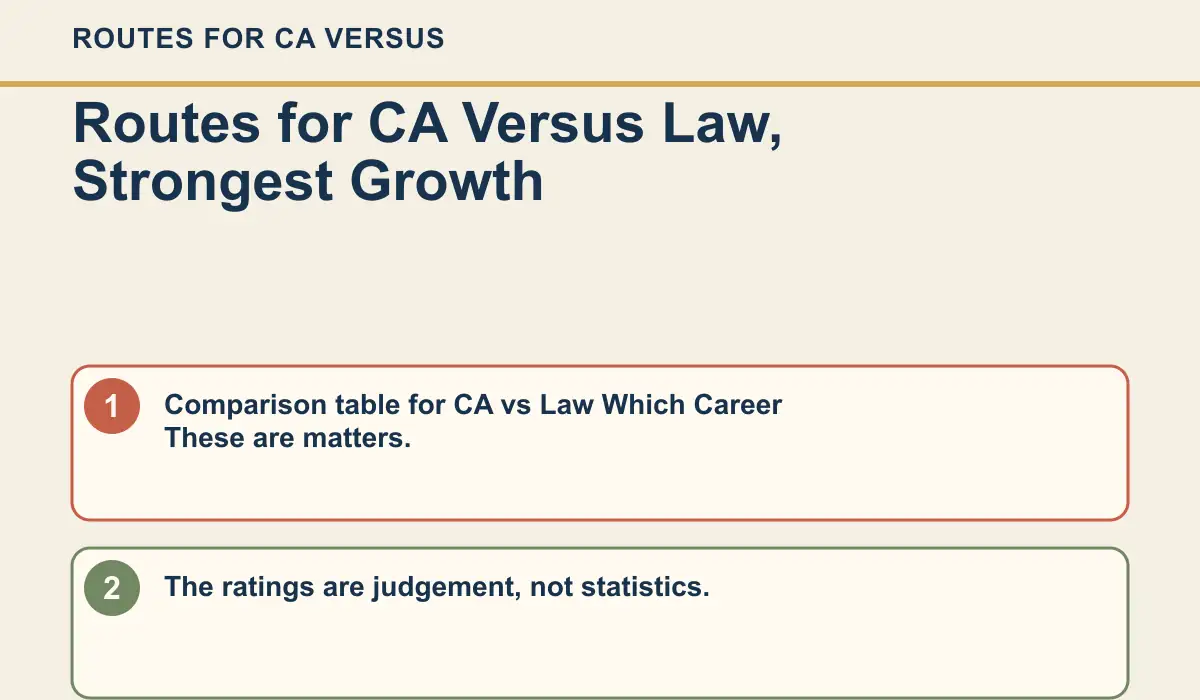 ROUTES FOR CA VERSUS
Routes for CA Versus Law,
Strongest Growth
1
Comparison table for CA vs Law Which Career
These are matters.
2
The ratings are judgement, not statistics.